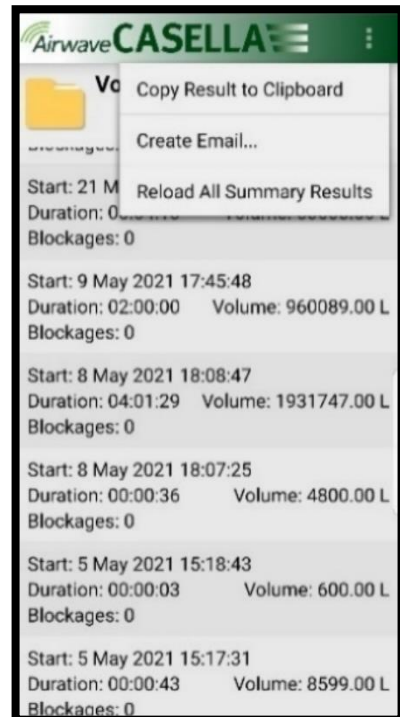 Airwave CASELLA
Vo
Copy Result to Clipboard
Create Email...
Reload All Summary Results
Start: 21 M
Duration:
Blockages: 0
Start: 9 May 2021 17:45:48
Duration: 02:00:00 Volume: 960089.00 L
Blockages: 0
Start: 8 May 2021 18:08:47
Duration: 04:01:29 Volume: 1931747.00 L
Blockages: 0
Start: 8 May 2021 18:07:25
Duration: 00:00:36 Volume: 4800.00 L
Blockages: 0
Start: 5 May 2021 15:18:43
Duration: 00:00:03 Volume: 600.00 L
Blockages: 0
Start: 5 May 2021 15:17:31
Duration: 00:00:43 Volume: 8599.00 L
Blockages: 0